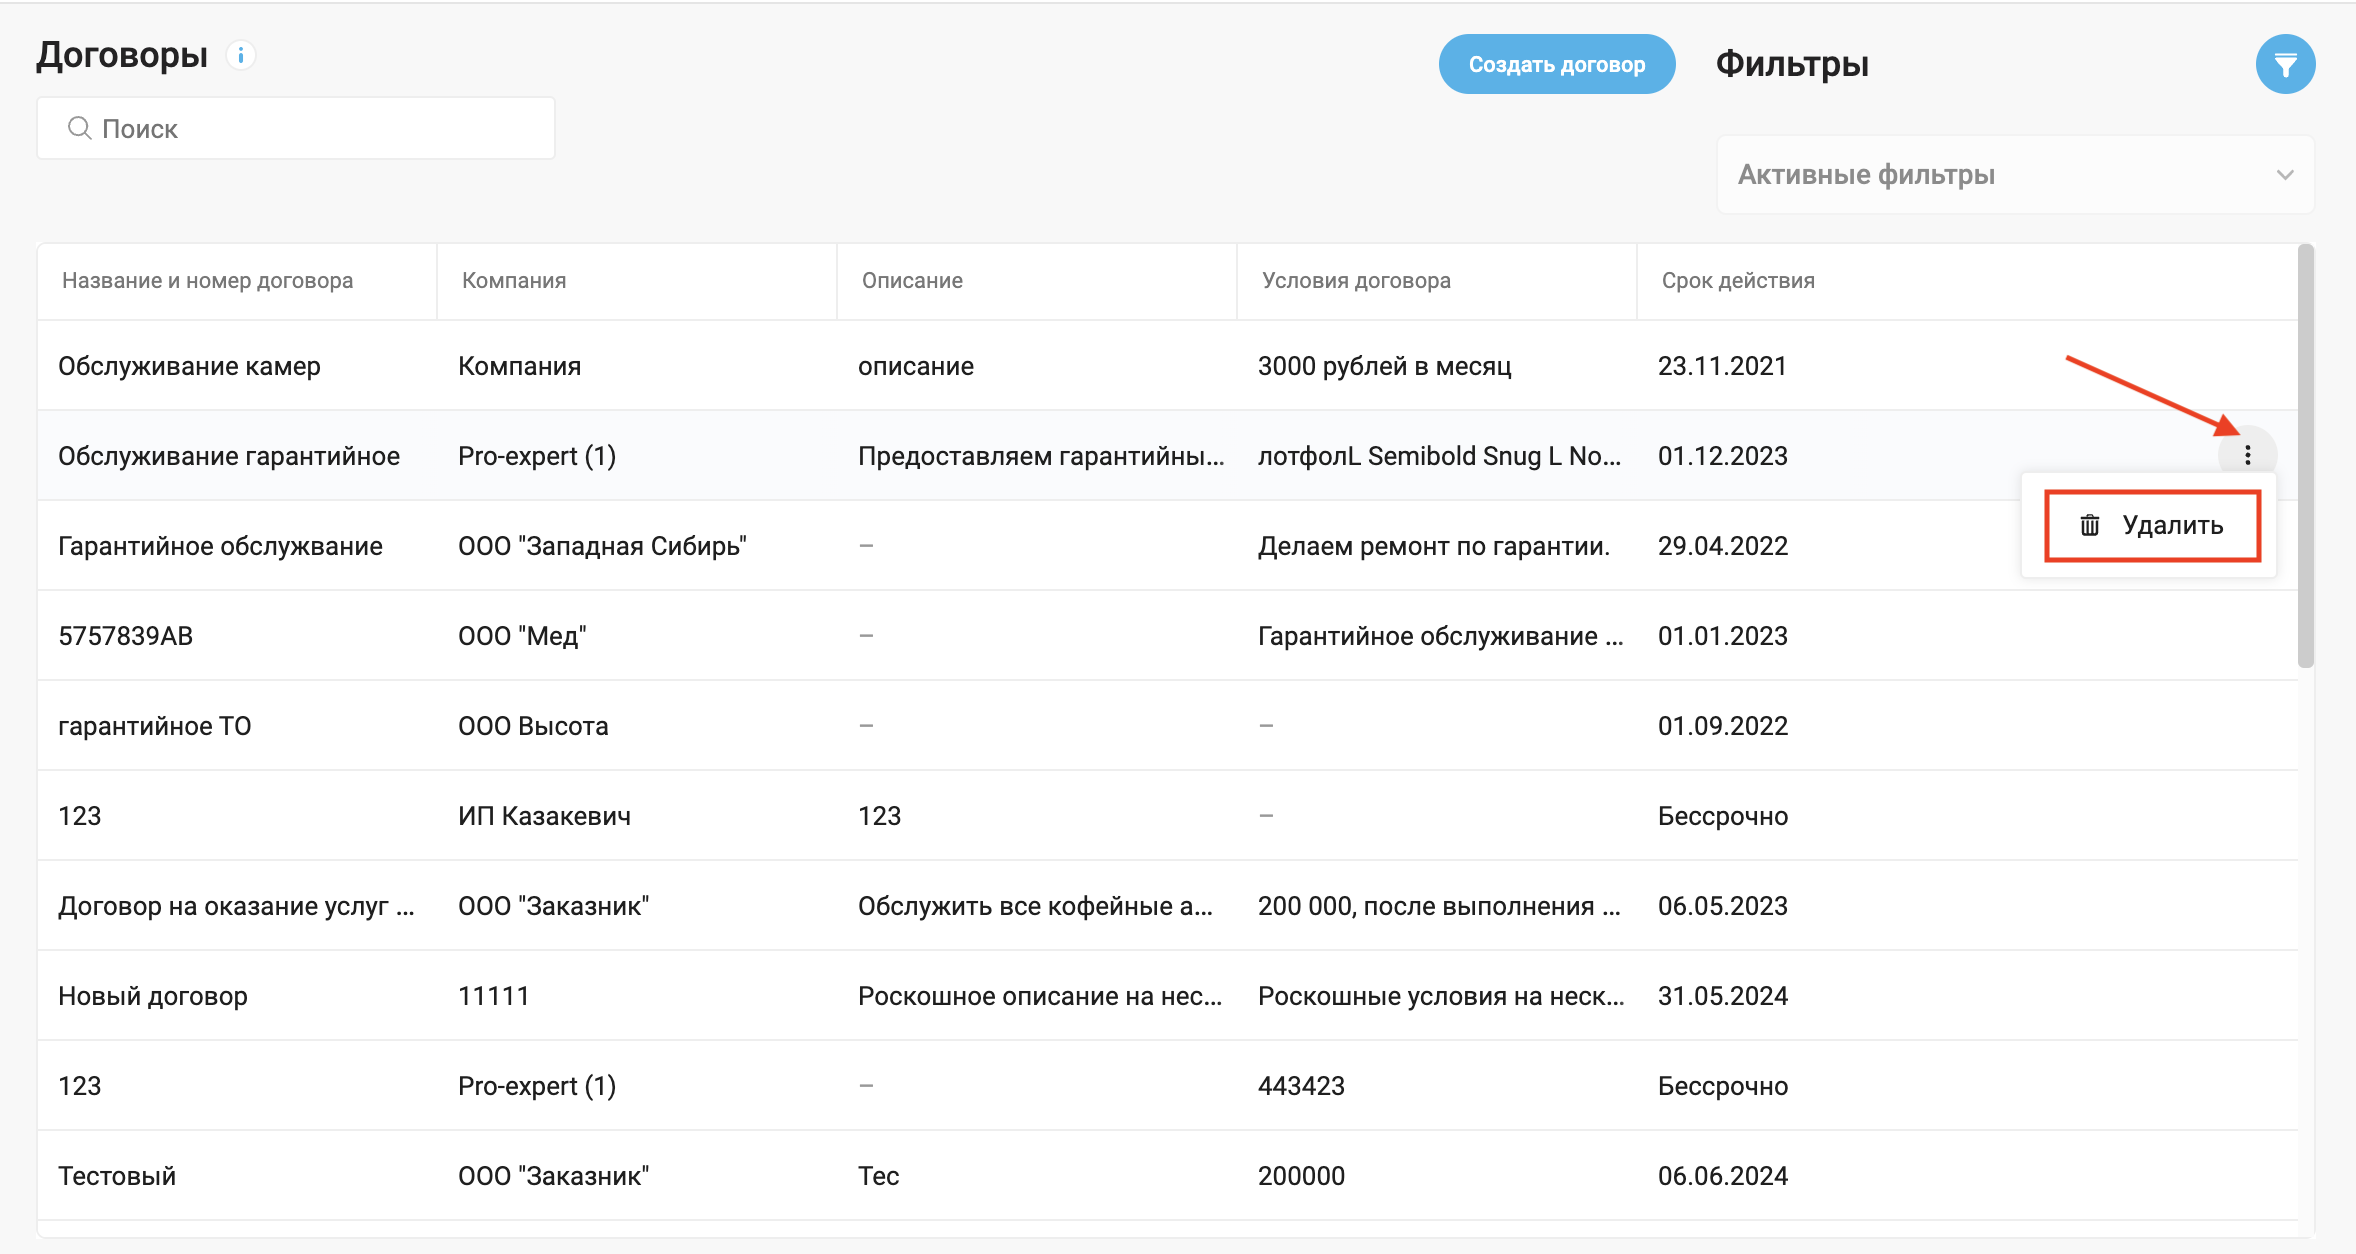 Договоры
Создать договор
Фильтры
Поиск
Активные фильтры
Название и номер договора Компания Описание Условия договора Срок действия
Обслуживание камер Компания описание 3000 рублей в месяц 23.11.2021
Обслуживание гарантийное Pro-expert (1) Предоставляем гарантийны... лотфолL Semibold Snug L No... 01.12.2023
Удалить
Гарантийное обслужвание ООО "Западная Сибирь" – Делаем ремонт по гарантии. 29.04.2022
5757839АВ ООО "Мед" – Гарантийное обслуживание ... 01.01.2023
гарантийное ТО ООО Высота – – 01.09.2022
123 ИП Казакевич 123 – Бессрочно
Договор на оказание услуг ... ООО "Заказник" Обслужить все кофейные а... 200 000, после выполнения ... 06.05.2023
Новый договор 11111 Роскошное описание на нес... Роскошные условия на неск... 31.05.2024
123 Pro-expert (1) – 443423 Бессрочно
Тестовый ООО "Заказник" Тес 200000 06.06.2024